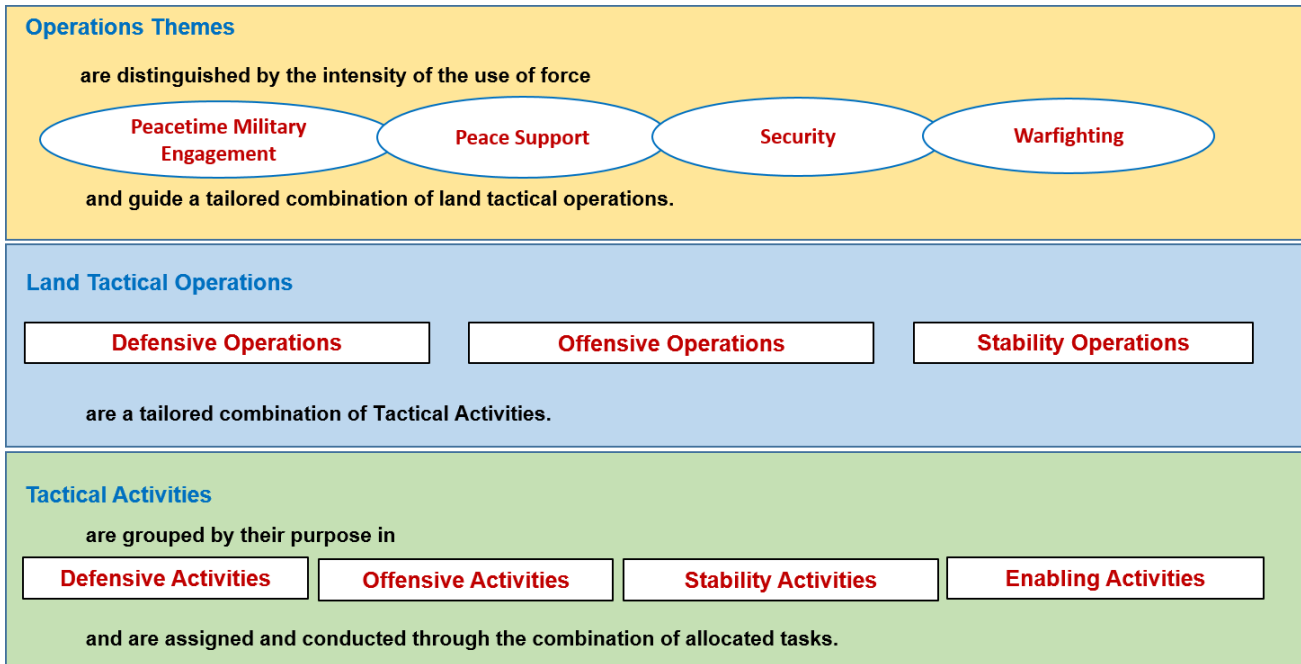 Operations Themes
are distinguished by the intensity of the use of force
Peacetime Military
Engagement
Peace Support
Security
Warfighting
and guide a tailored combination of land tactical operations.
Land Tactical Operations
Defensive Operations
Offensive Operations
Stability Operations
are a tailored combination of Tactical Activities.
Tactical Activities
are grouped by their purpose in
Defensive Activities
Offensive Activities
Stability Activities
Enabling Activities
and are assigned and conducted through the combination of allocated tasks.